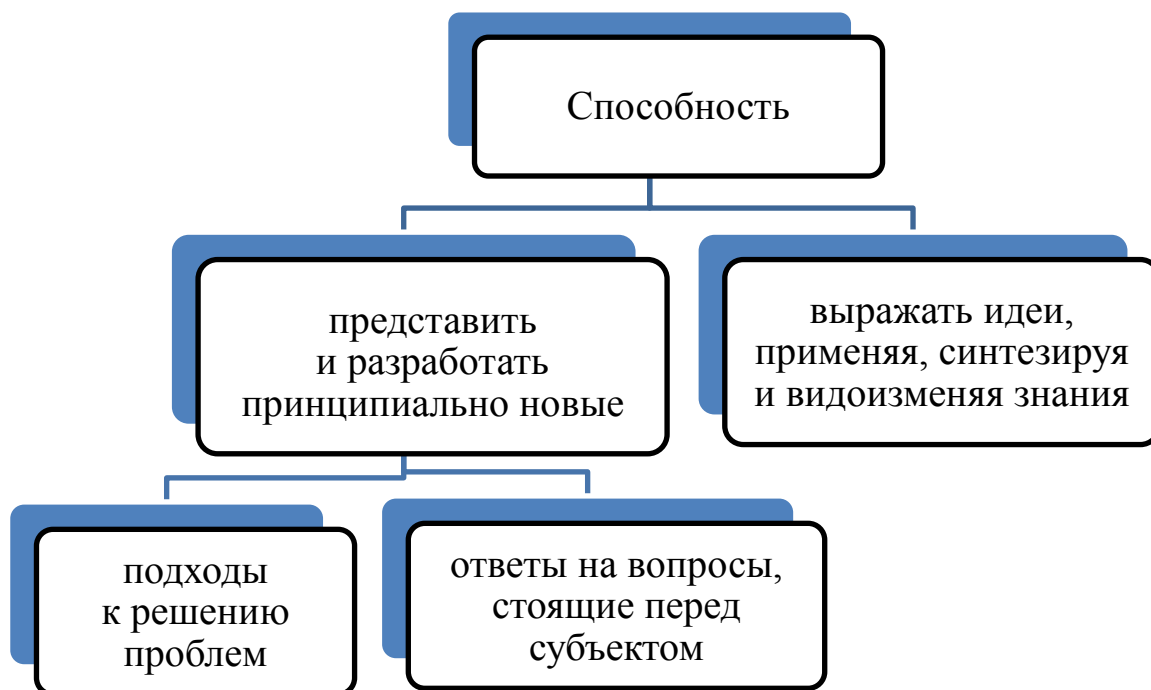 Способность
представить
и разработать
принципиально новые
выражать идеи,
применяя, синтезируя
и видоизменяя знания
подходы
к решению
проблем
ответы на вопросы,
стоящие перед
субъектом